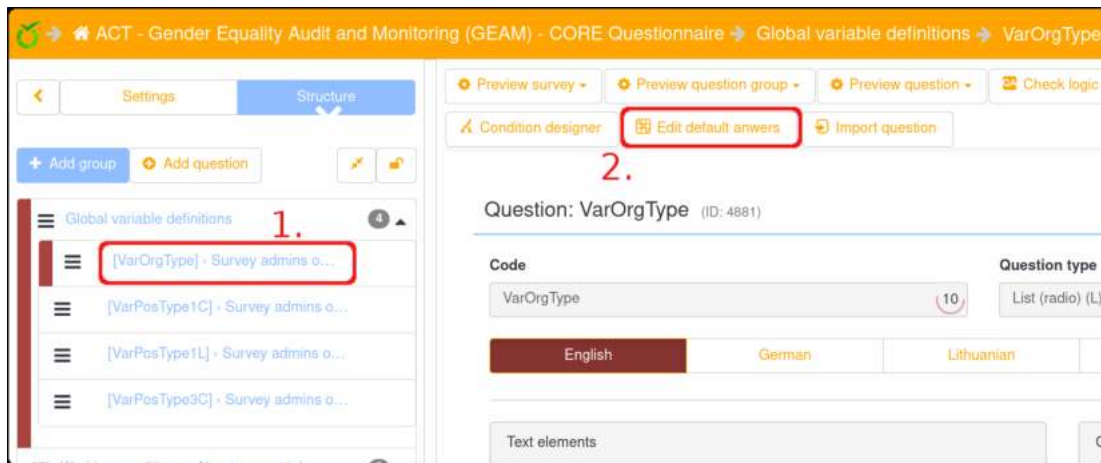 ACT - Gender Equality Audit and Monitoring (GEAM) - CORE Questionnaire Global variable definitions VarOrgType
Settings Structure
Preview survey Preview question group Preview question Check logic
Condition designer Edit default anwers Import question
+ Add group Add question
2.
Global variable definitions 4
1.
Question: VarOrgType (ID: 4881)
[VarOrgType] - Survey admins o...
Code Question type
VarOrgType 10 List (radio) (L)
[VarPosType1C] - Survey admins o...
[VarPosType1L] - Survey admins o...
English German Lithuanian
[VarPosType3C] - Survey admins o...
Text elements